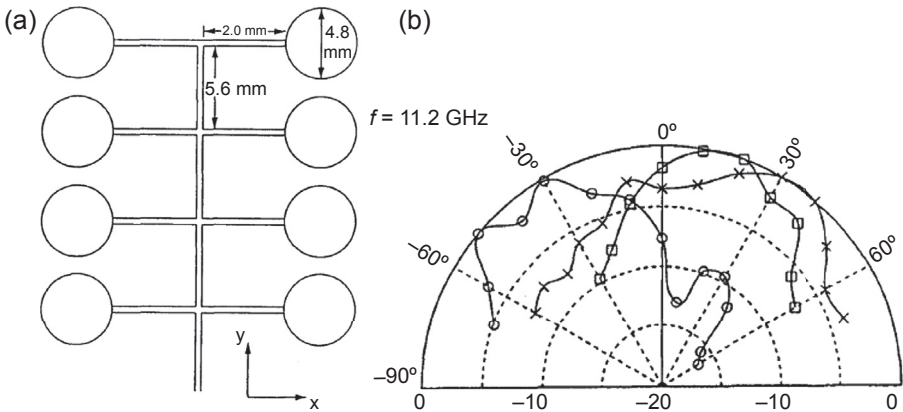 (a)
2.0 mm
4.8
mm
5.6 mm
y
x
f = 11.2 GHz
(b)
0º
–30º
30º
–60º
60º
–90º
0
–10
–20
–10
0